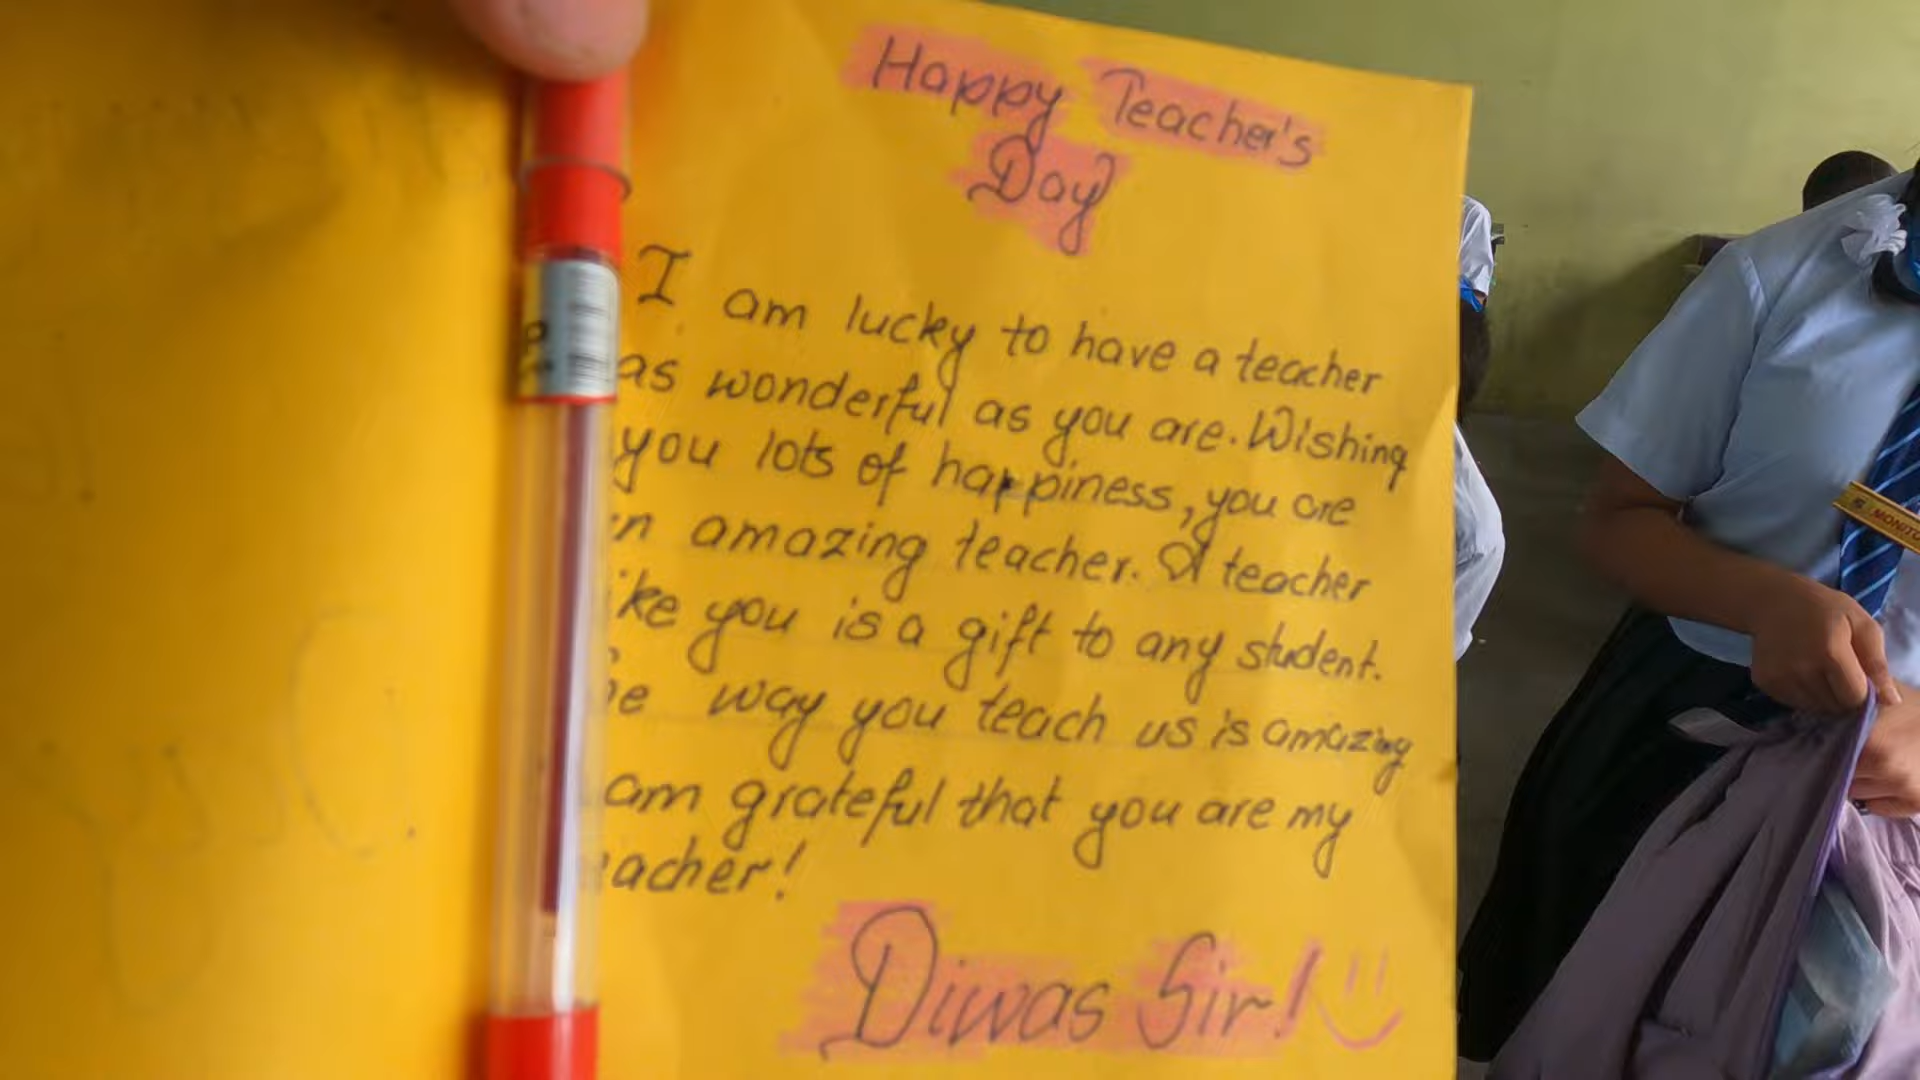 Happy Teacher's
Day
I am lucky to have a teacher
as wonderful as you are. Wishing
you lots of happiness, you are
n amazing teacher. A teacher
ike you is a gift to any student.
e way you teach us is amazing
am grateful that you are my
acher!
Diwas Sir!
MONITO